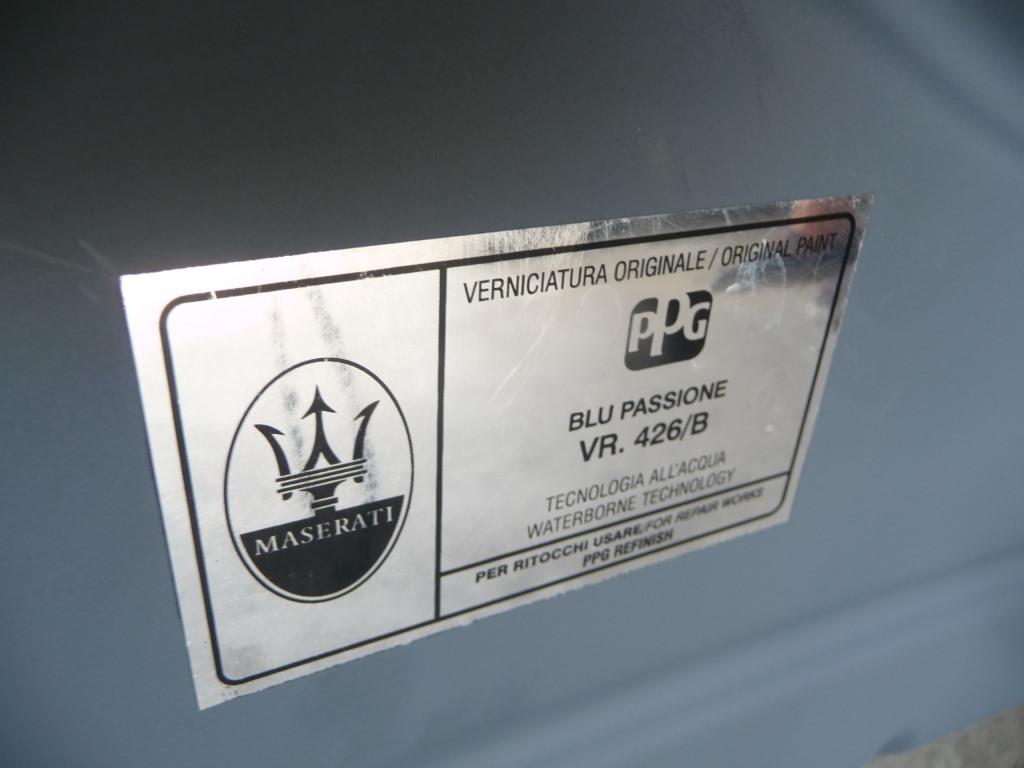 MASERATI
VERNICIATURA ORIGINALE / ORIGINAL PAINT
PPG
BLU PASSIONE
VR. 426/B
TECNOLOGIA ALL'ACQUA
WATERBORNE TECHNOLOGY
PER RITOCCHI USARE/FOR REPAIR WORKS
PPG REFINISH